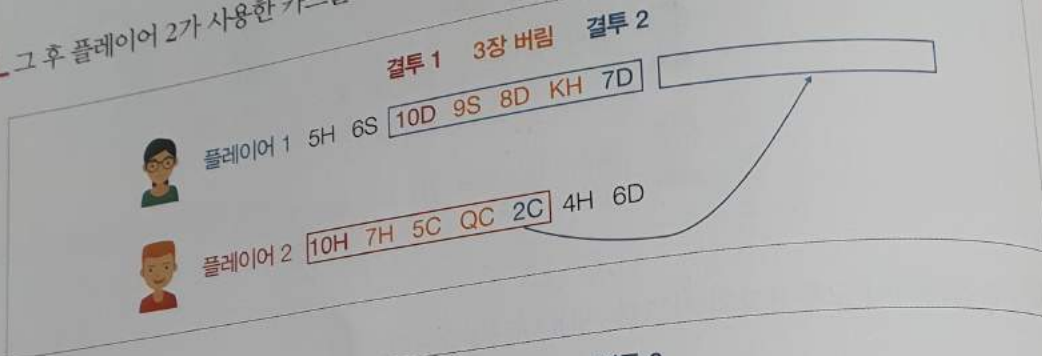 그 후 플레이어 2가 사용한
결투 1 3장 버림 결투 2
플레이어 1 5H 6S 10D 9S 8D KH 7D
플레이어 2 10H 7H 5C QC 2C 4H 6D